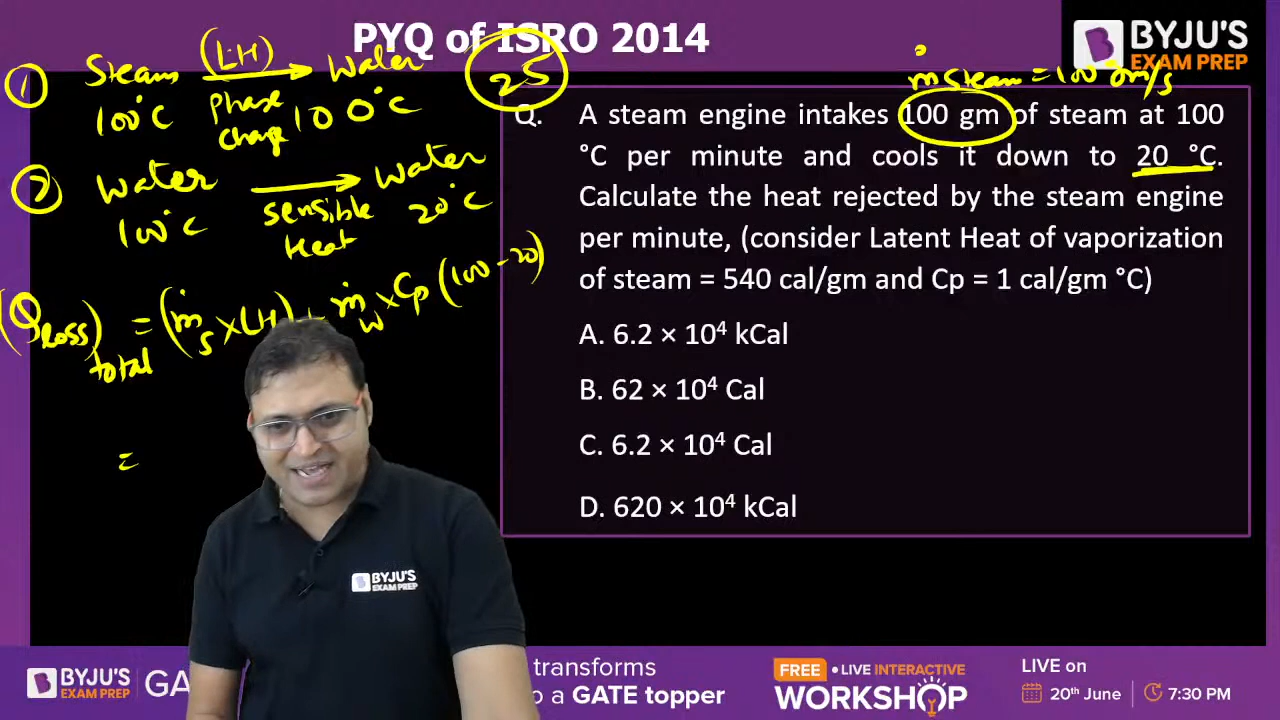 PYQ of ISRO 2014
BYJU'S
EXAM PREP
① Steam (LH) Water
100°C Phase change 100°C
25
② Water Water
100°C sensible Heat 20°C
(QLoss) total = (ṁs × LH) + ṁw × Cp (100 - 20)
=
ṁsteam = 100 gm/s
Q. A steam engine intakes 100 gm of steam at 100
°C per minute and cools it down to 20 °C.
Calculate the heat rejected by the steam engine
per minute, (consider Latent Heat of vaporization
of steam = 540 cal/gm and Cp = 1 cal/gm °C)
A. 6.2 × 10⁴ kCal
B. 62 × 10⁴ Cal
C. 6.2 × 10⁴ Cal
D. 620 × 10⁴ kCal
BYJU'S
EXAM PREP
BYJU'S
EXAM PREP
GA
transforms
o a GATE topper
FREE • LIVE INTERACTIVE
WORKSHOP
LIVE on
20th June 7:30 PM